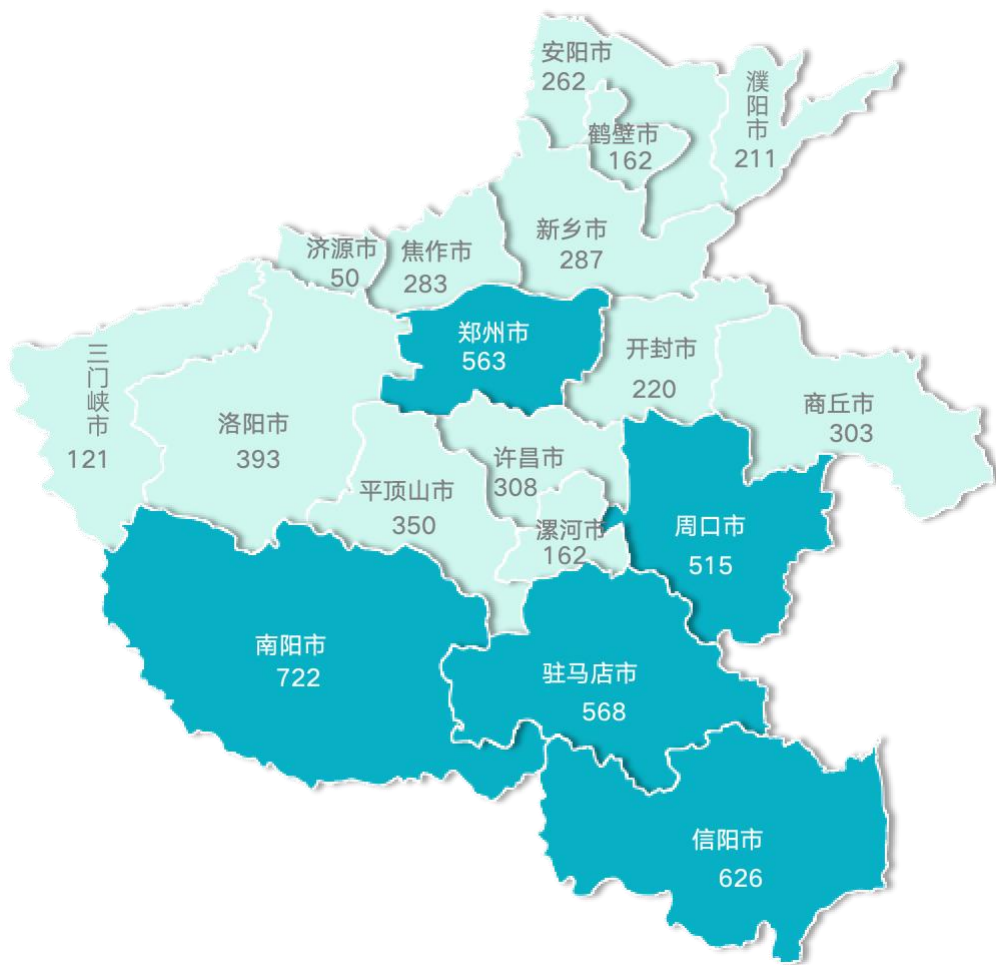 安阳市
262
濮阳市
211
鹤壁市
162
新乡市
287
济源市
50
焦作市
283
郑州市
563
开封市
220
三门峡市
121
洛阳市
393
商丘市
303
许昌市
308
平顶山市
350
漯河市
162
周口市
515
南阳市
722
驻马店市
568
信阳市
626